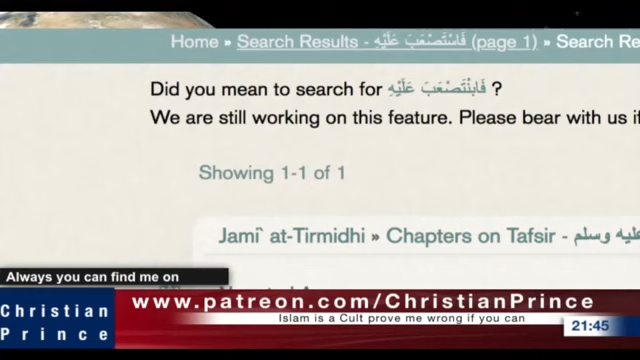 Home » Search Results - فَاسْتَصْعَبَ عَلَيْهِ (page 1) » Search Re
Did you mean to search for فَابْنَتَصْعَبَ عَلَيْهِ ?
We are still working on this feature. Please bear with us if
Showing 1-1 of 1
Jami` at-Tirmidhi » Chapters on Tafsir - عليه وسلم
Always you can find me on
Christian
Prince
www.patreon.com/ChristianPrince
Islam is a Cult prove me wrong if you can
21:45